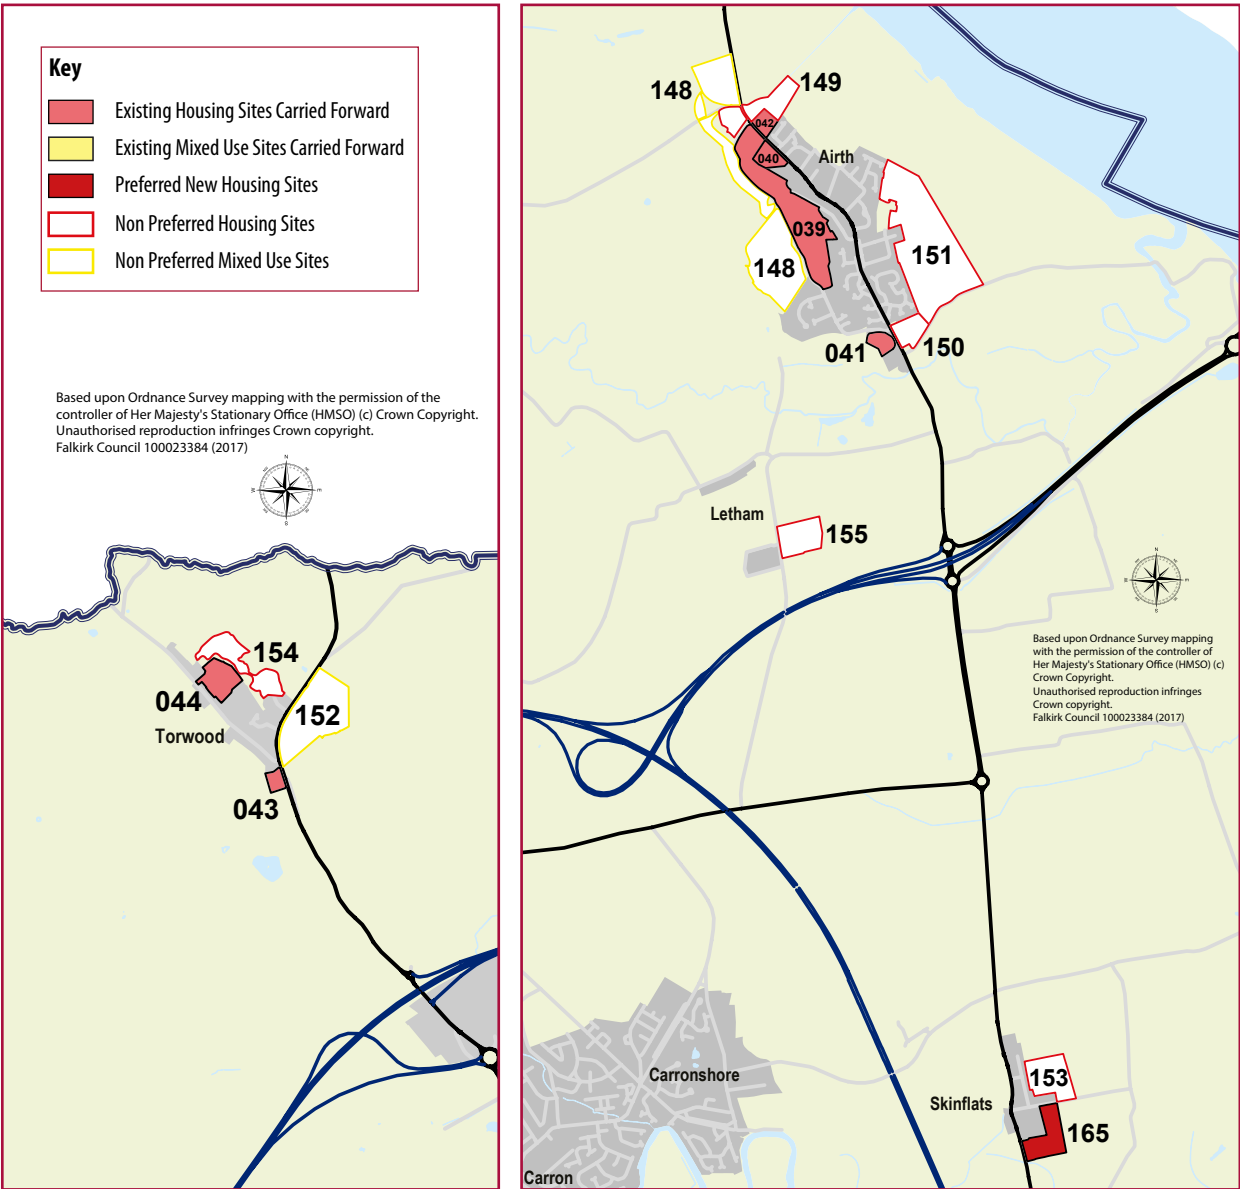 Key
Existing Housing Sites Carried Forward
Existing Mixed Use Sites Carried Forward
Preferred New Housing Sites
Non Preferred Housing Sites
Non Preferred Mixed Use Sites
Based upon Ordnance Survey mapping with the permission of the
controller of Her Majesty's Stationary Office (HMSO) (c) Crown Copyright.
Unauthorised reproduction infringes Crown copyright.
Falkirk Council 100023384 (2017)
N
E
S
W
154
044
152
Torwood
043
148
149
042
040
Airth
039
151
148
041
150
Letham
155
N
E
S
W
Based upon Ordnance Survey mapping
with the permission of the controller of
Her Majesty's Stationary Office (HMSO) (c)
Crown Copyright.
Unauthorised reproduction infringes
Crown copyright.
Falkirk Council 100023384 (2017)
Carronshore
153
Skinflats
165
Carron